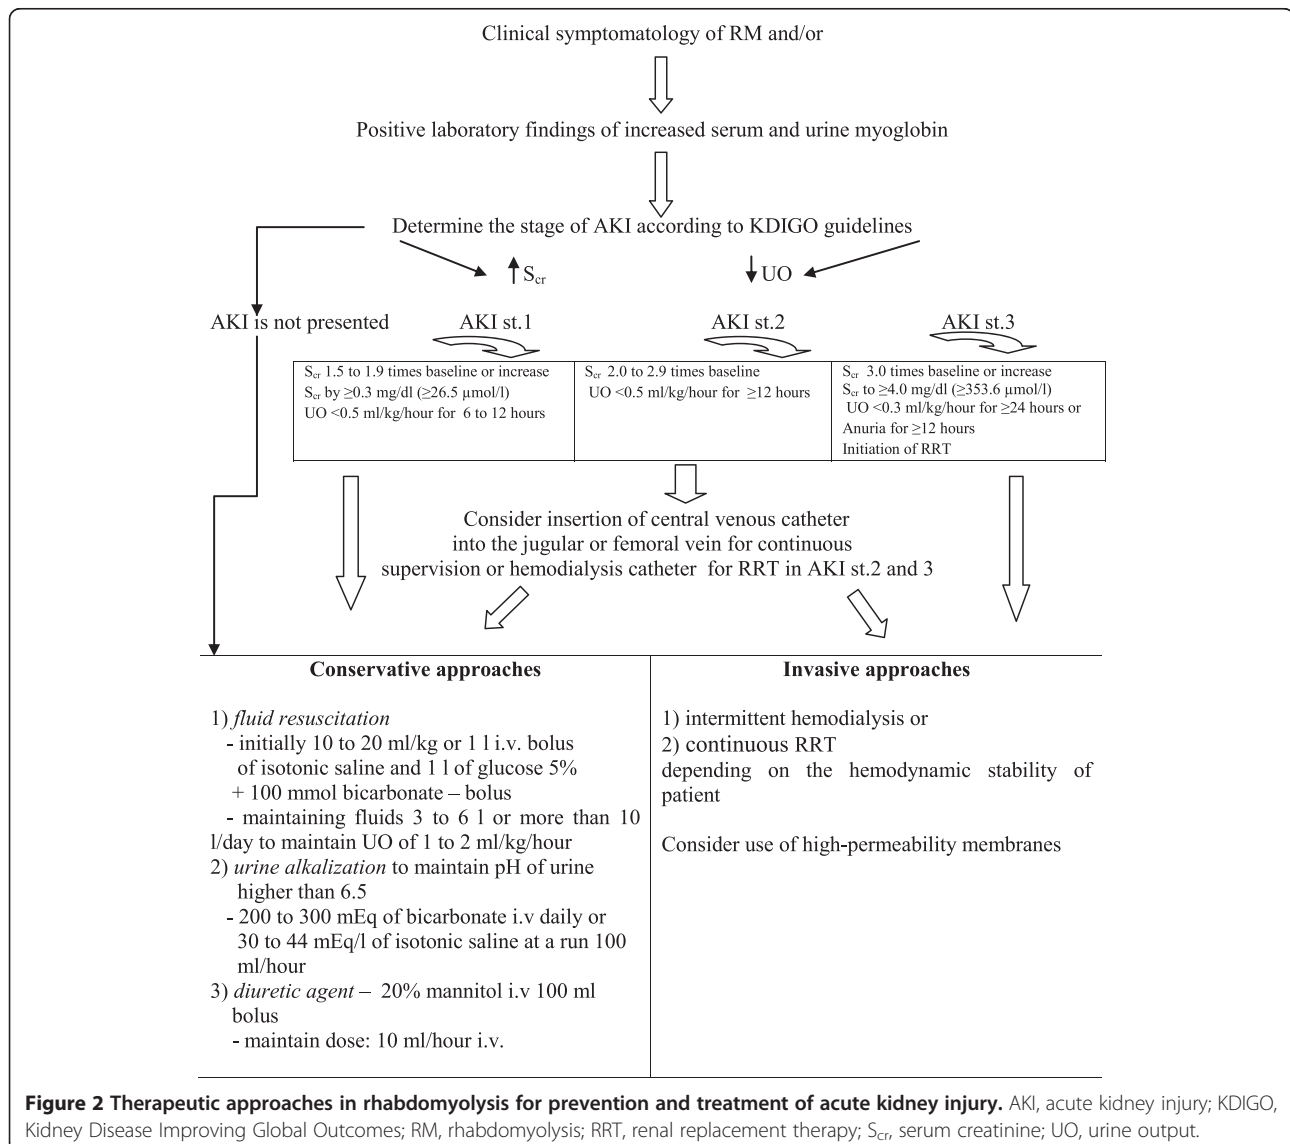 Clinical symptomatology of RM and/or
Positive laboratory findings of increased serum and urine myoglobin
Determine the stage of AKI according to KDIGO guidelines
S_cr
UO
AKI is not presented
AKI st.1
AKI st.2
AKI st.3
S_cr 1.5 to 1.9 times baseline or increase
S_cr by ≥0.3 mg/dl (≥26.5 µmol/l)
UO <0.5 ml/kg/hour for 6 to 12 hours
S_cr 2.0 to 2.9 times baseline
UO <0.5 ml/kg/hour for ≥12 hours
S_cr 3.0 times baseline or increase
S_cr to ≥4.0 mg/dl (≥353.6 µmol/l)
UO <0.3 ml/kg/hour for ≥24 hours or
Anuria for ≥12 hours
Initiation of RRT
Consider insertion of central venous catheter
into the jugular or femoral vein for continuous
supervision or hemodialysis catheter for RRT in AKI st.2 and 3
Conservative approaches
1) fluid resuscitation
- initially 10 to 20 ml/kg or 1 l i.v. bolus
of isotonic saline and 1 l of glucose 5%
+ 100 mmol bicarbonate – bolus
- maintaining fluids 3 to 6 l or more than 10
l/day to maintain UO of 1 to 2 ml/kg/hour
2) urine alkalization to maintain pH of urine
higher than 6.5
- 200 to 300 mEq of bicarbonate i.v daily or
30 to 44 mEq/l of isotonic saline at a run 100
ml/hour
3) diuretic agent – 20% mannitol i.v 100 ml
bolus
- maintain dose: 10 ml/hour i.v.
Invasive approaches
1) intermittent hemodialysis or
2) continuous RRT
depending on the hemodynamic stability of
patient
Consider use of high-permeability membranes
Figure 2 Therapeutic approaches in rhabdomyolysis for prevention and treatment of acute kidney injury. AKI, acute kidney injury; KDIGO,
Kidney Disease Improving Global Outcomes; RM, rhabdomyolysis; RRT, renal replacement therapy; S_cr, serum creatinine; UO, urine output.